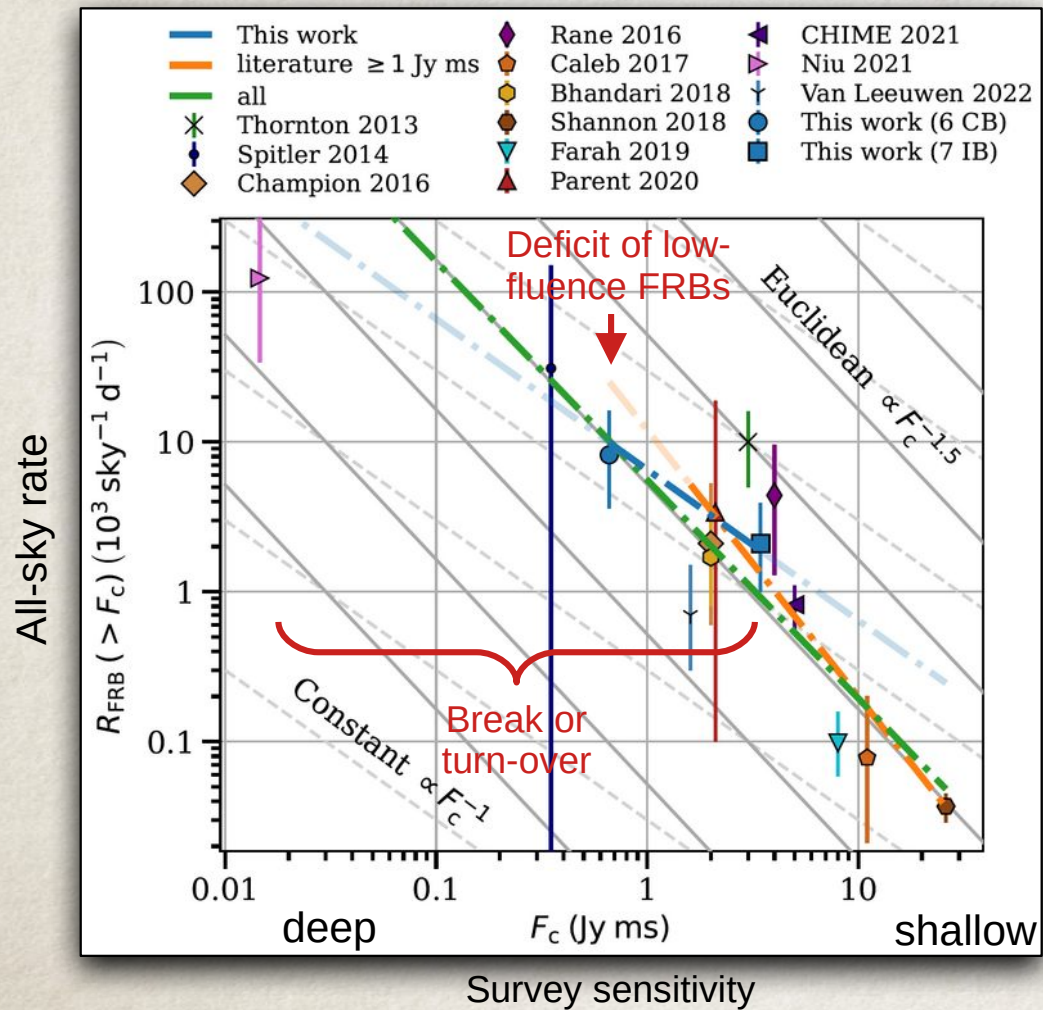 This work
literature ≥ 1 Jy ms
all
Thornton 2013
Spitler 2014
Champion 2016
Rane 2016
Caleb 2017
Bhandari 2018
Shannon 2018
Farah 2019
Parent 2020
CHIME 2021
Niu 2021
Van Leeuwen 2022
This work (6 CB)
This work (7 IB)
All-sky rate
R_FRB ( > F_c) (10³ sky⁻¹ d⁻¹)
100
10
1
0.1
Deficit of low-
fluence FRBs
Euclidean ∝ F_c^−1.5
Break or
turn-over
Constant ∝ F_c^−1
0.01
0.1
1
10
deep
F_c (Jy ms)
shallow
Survey sensitivity